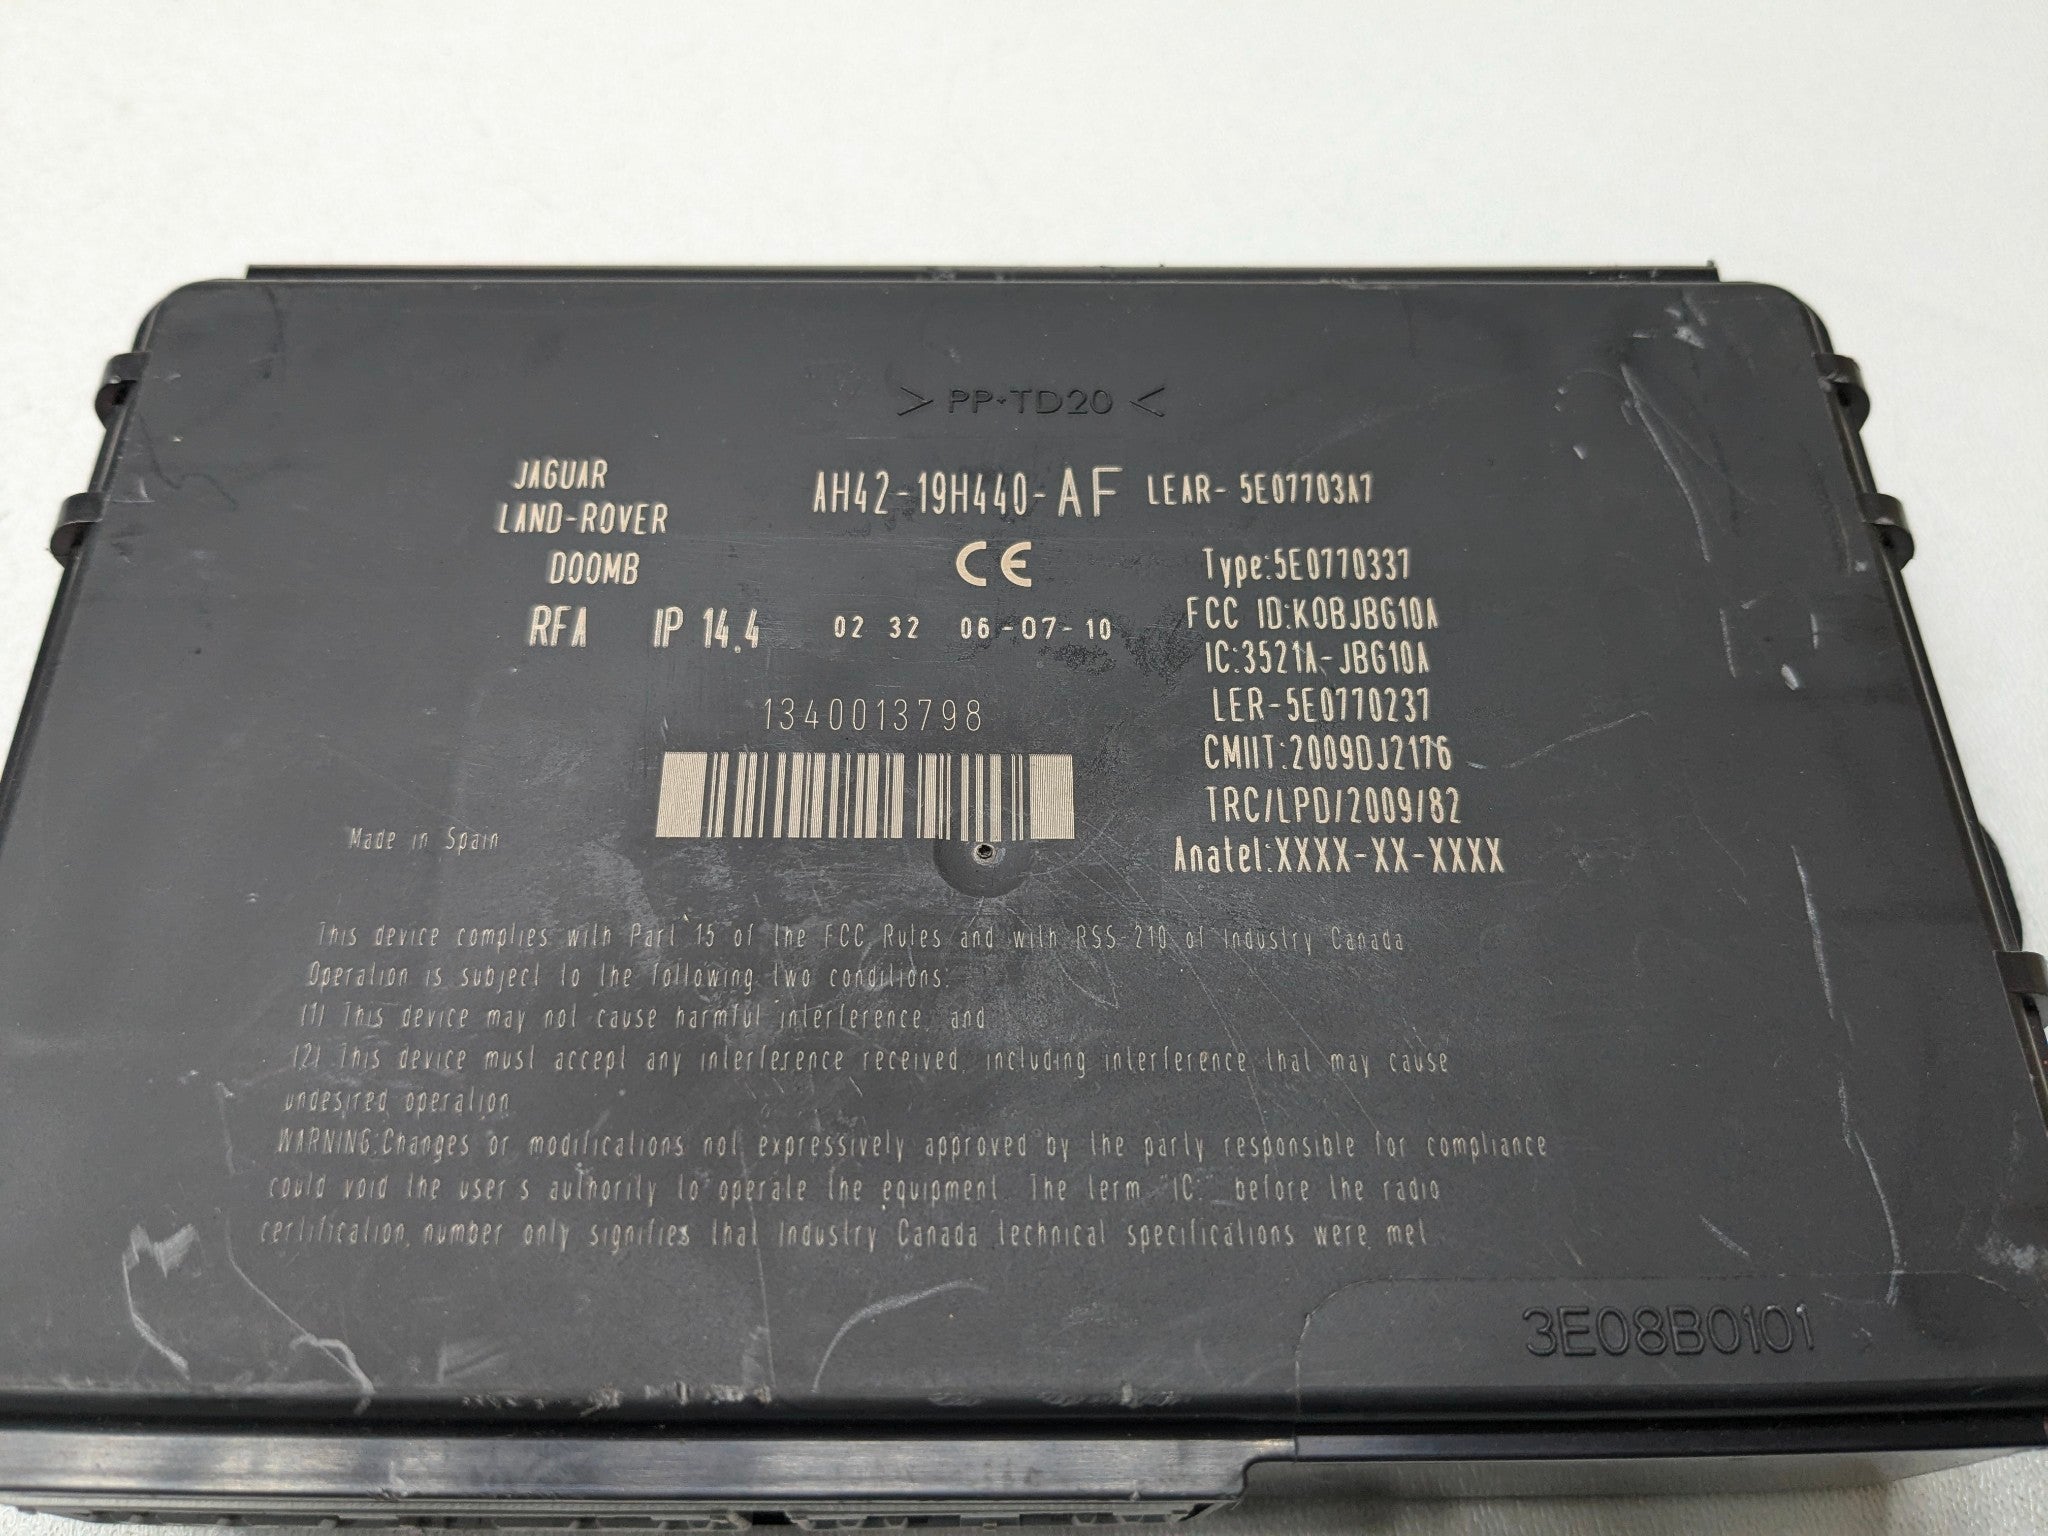 > PP+TD20 <
JAGUAR
LAND-ROVER
DOOMB
RFA IP 14.4
AH42-19H440-AF LEAR-5E07703A7
CE
02 32 06-07-10
1340013798
Type:5E0770337
FCC ID:KOBJBG10A
IC:3521A-JBG10A
LER-5E0770237
CMIIT:2009DJ2176
TRC/LPD/2009/82
Anatel:XXXX-XX-XXXX
Made in Spain
This device complies with Part 15 of the FCC Rules and with RSS-210 of Industry Canada
Operation is subject to the following two conditions:
(1) This device may not cause harmful interference, and
(2) This device must accept any interference received, including interference that may cause
undesired operation
WARNING:Changes or modifications not expressively approved by the party responsible for compliance
could void the user's authority to operate the equipment. The term "IC:" before the radio
certification number only signifies that Industry Canada technical specifications were met
3E08B0101